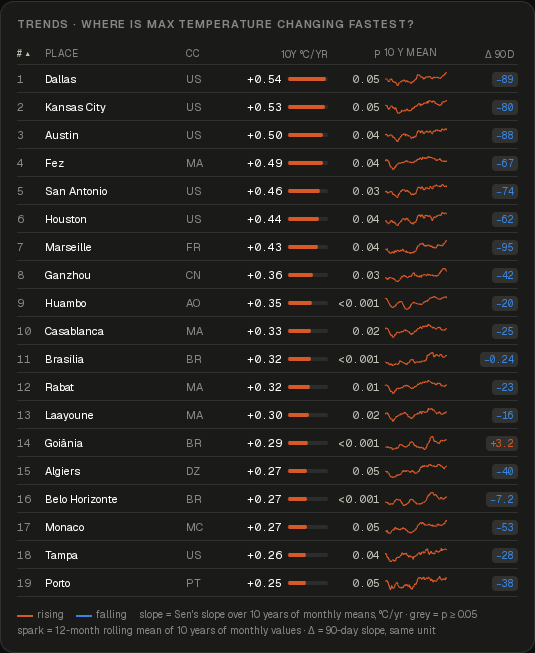 TRENDS · WHERE IS MAX TEMPERATURE CHANGING FASTEST?
# ▲ PLACE CC 10Y °C/YR P 10 Y MEAN Δ 90D
1 Dallas US +0.54 0.05 −89
2 Kansas City US +0.53 0.05 −80
3 Austin US +0.50 0.04 −88
4 Fez MA +0.49 0.04 −67
5 San Antonio US +0.46 0.03 −74
6 Houston US +0.44 0.04 −62
7 Marseille FR +0.43 0.04 −95
8 Ganzhou CN +0.36 0.03 −42
9 Huambo AO +0.35 <0.001 −20
10 Casablanca MA +0.33 0.02 −25
11 Brasília BR +0.32 <0.001 −0.24
12 Rabat MA +0.32 0.01 −23
13 Laayoune MA +0.30 0.02 −16
14 Goiânia BR +0.29 <0.001 +3.2
15 Algiers DZ +0.27 0.05 −40
16 Belo Horizonte BR +0.27 <0.001 −7.2
17 Monaco MC +0.27 0.05 −53
18 Tampa US +0.26 0.04 −28
19 Porto PT +0.25 0.05 −38
rising falling slope = Sen's slope over 10 years of monthly means, °C/yr · grey = p ≥ 0.05
spark = 12-month rolling mean of 10 years of monthly values · Δ = 90-day slope, same unit